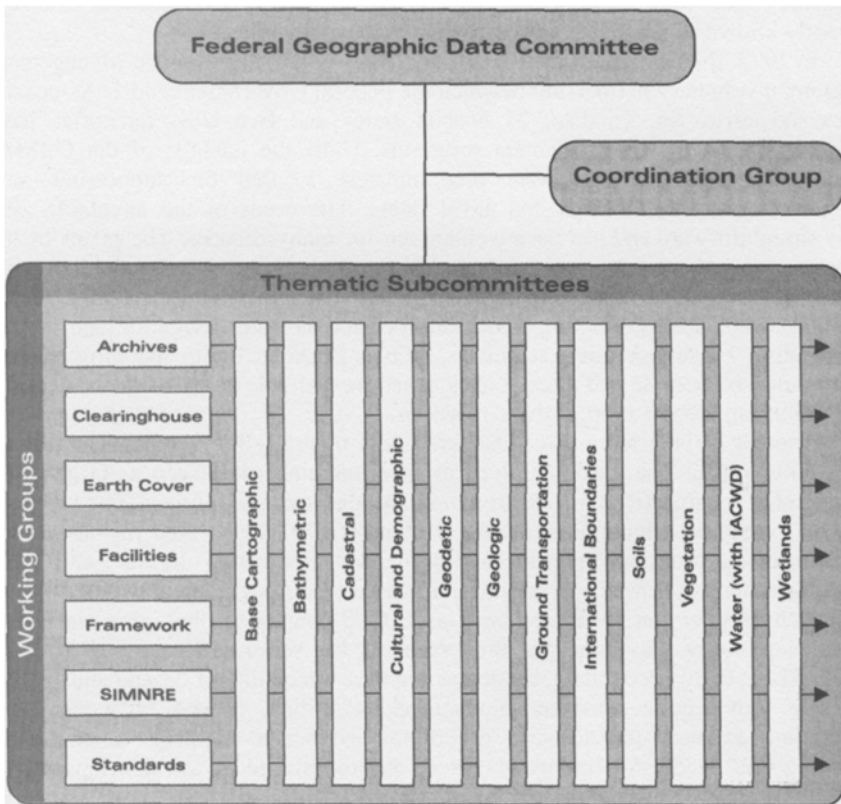 Federal Geographic Data Committee
Coordination Group
Thematic Subcommittees
Working Groups
Archives
Clearinghouse
Earth Cover
Facilities
Framework
SIMNRE
Standards
Base Cartographic
Bathymetric
Cadastral
Cultural and Demographic
Geodetic
Geologic
Ground Transportation
International Boundaries
Soils
Vegetation
Water (with IACWD)
Wetlands